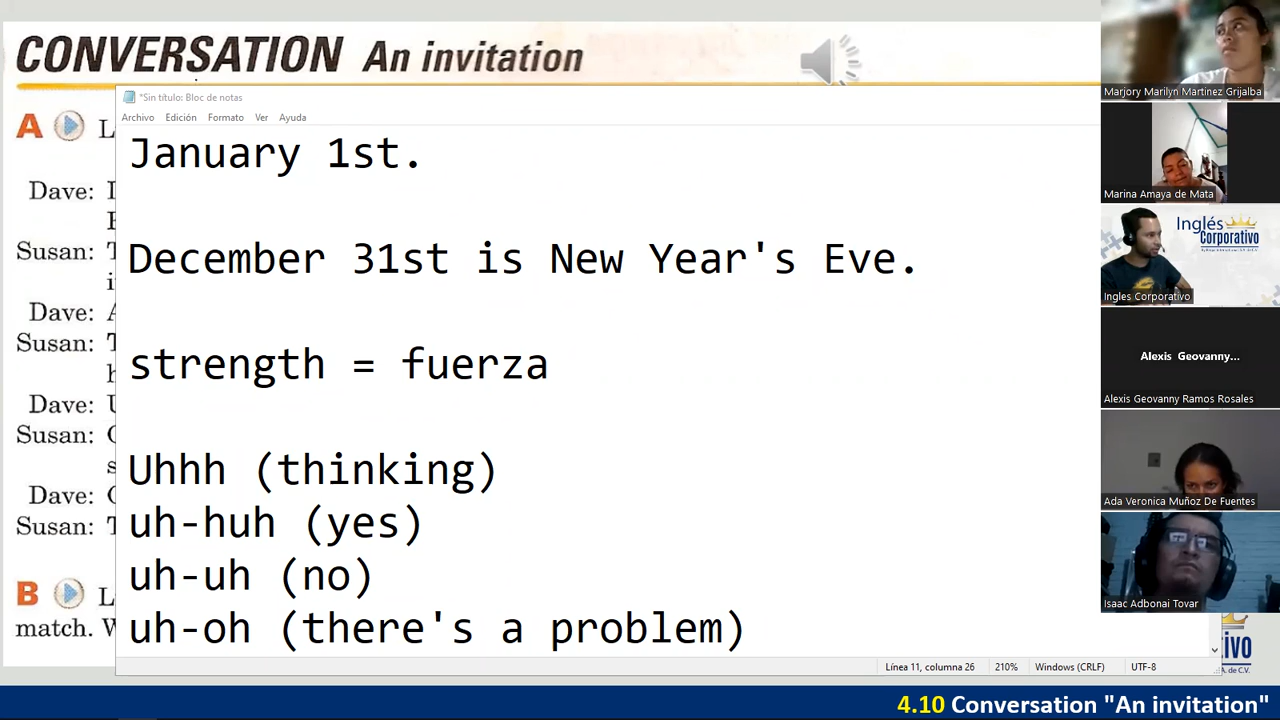 CONVERSATION An invitation
*Sin título: Bloc de notas
Archivo Edición Formato Ver Ayuda
A
January 1st.
Dave:
Susan:
December 31st is New Year's Eve.
Dave:
Susan:
strength = fuerza
Dave:
Susan:
Uhhh (thinking)
Dave:
uh-huh (yes)
Susan:
uh-uh (no)
B
match.
uh-oh (there's a problem)
Línea 11, columna 26 210% Windows (CRLF) UTF-8
Marjory Marilyn Martinez Grijalba
Marina Amaya de Mata
Inglés
Corporativo
Ingles Corporativo
Alexis Geovanny...
Alexis Geovanny Ramos Rosales
Ada Veronica Muñoz De Fuentes
Isaac Adbonai Tovar
4.10 Conversation "An invitation"